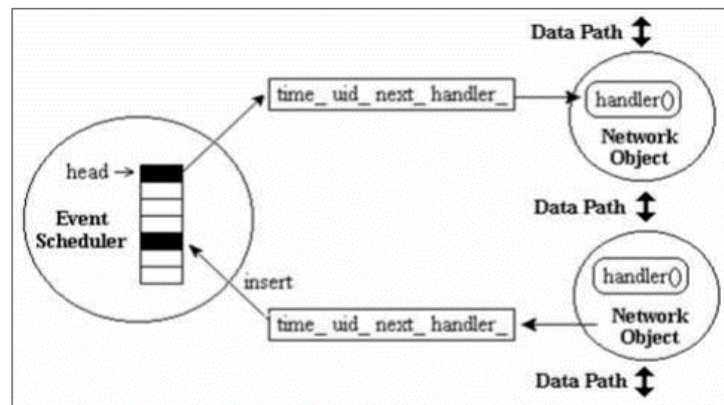 Data Path
time_ uid_ next_ handler_
handler()
Network
Object
head
Event
Scheduler
Data Path
insert
handler()
time_ uid_ next_ handler_
Network
Object
Data Path